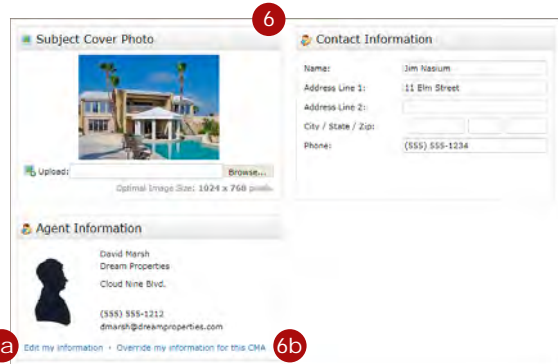 6
Subject Cover Photo
Upload:
Browse...
Optimal Image Size: 1024 x 768 pixels
Contact Information
Name: Jim Nasium
Address Line 1: 11 Elm Street
Address Line 2:
City / State / Zip:
Phone: (555) 555-1234
Agent Information
David Marsh
Dream Properties
Cloud Nine Blvd.
(555) 555-1212
dmarsh@dreamproperties.com
a Edit my information · Override my information for this CMA 6b